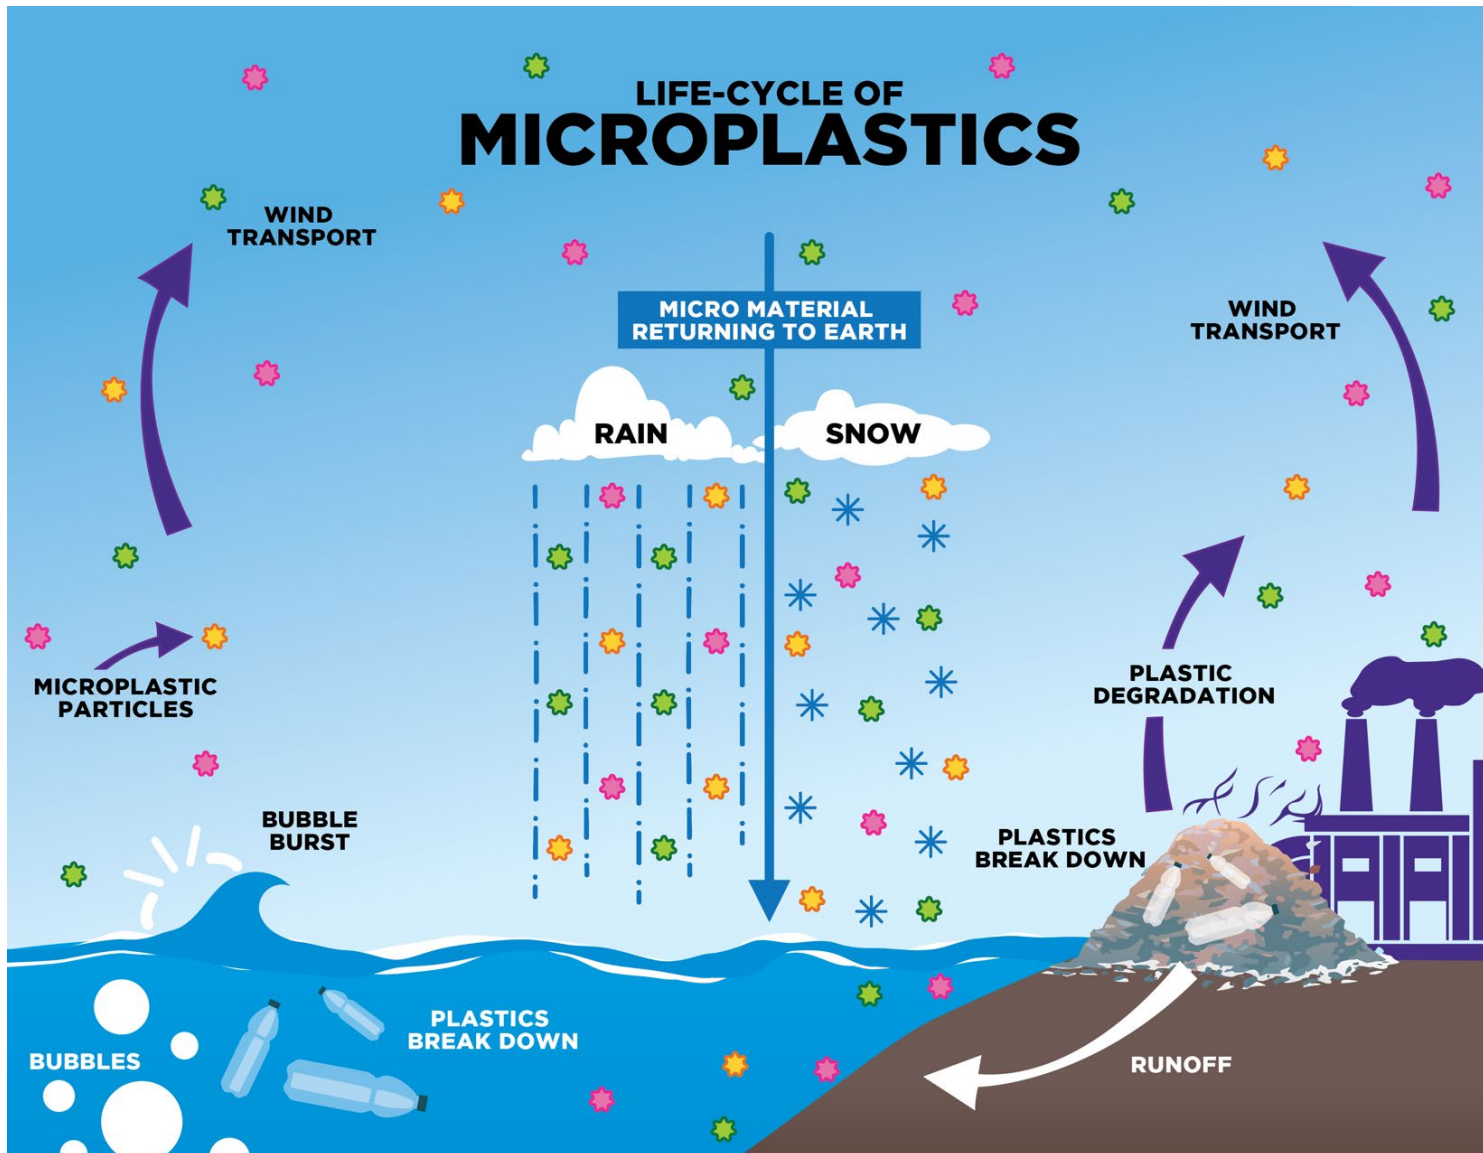 LIFE-CYCLE OF
MICROPLASTICS
WIND
TRANSPORT
MICRO MATERIAL
RETURNING TO EARTH
WIND
TRANSPORT
RAIN
SNOW
MICROPLASTIC
PARTICLES
PLASTIC
DEGRADATION
BUBBLE
BURST
PLASTICS
BREAK DOWN
PLASTICS
BREAK DOWN
BUBBLES
RUNOFF